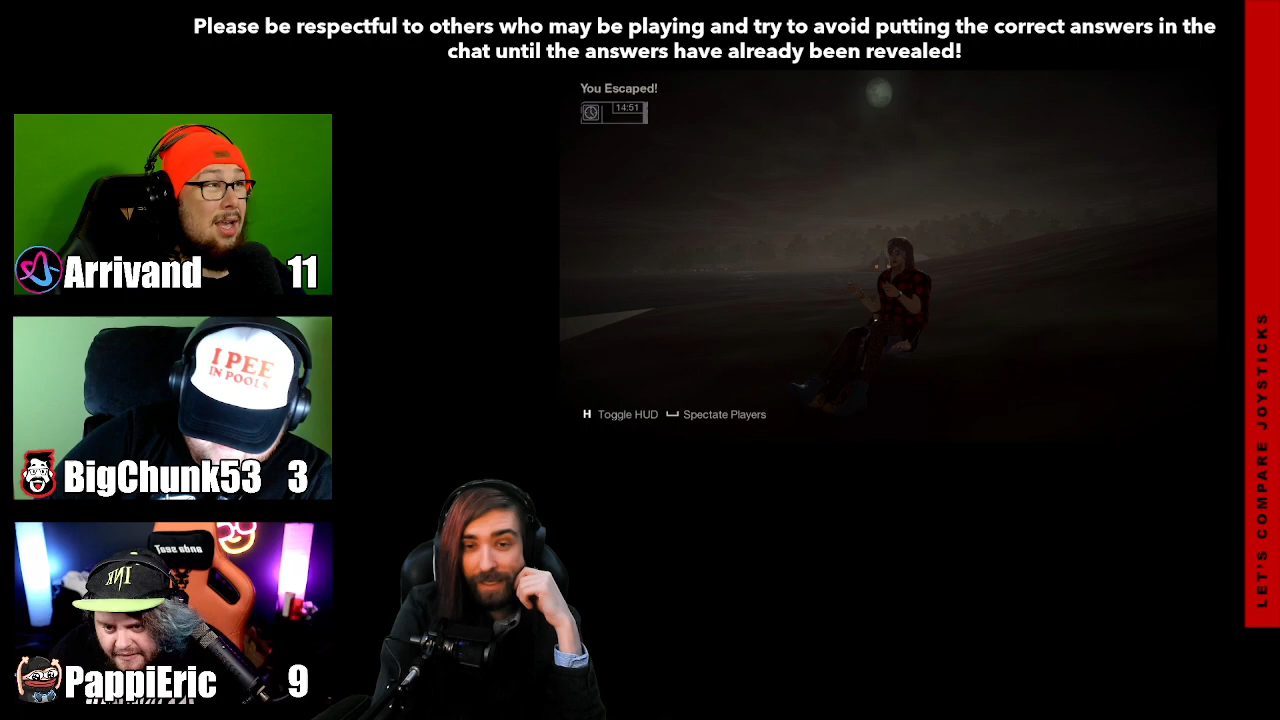 Please be respectful to others who may be playing and try to avoid putting the correct answers in the
chat until the answers have already been revealed!
You Escaped!
14:51
Arrivand 11
I PEE
IN POOLS
BigChunk53 3
INK
PappiEric 9
H Toggle HUD Spectate Players
LET'S COMPARE JOYSTICKS